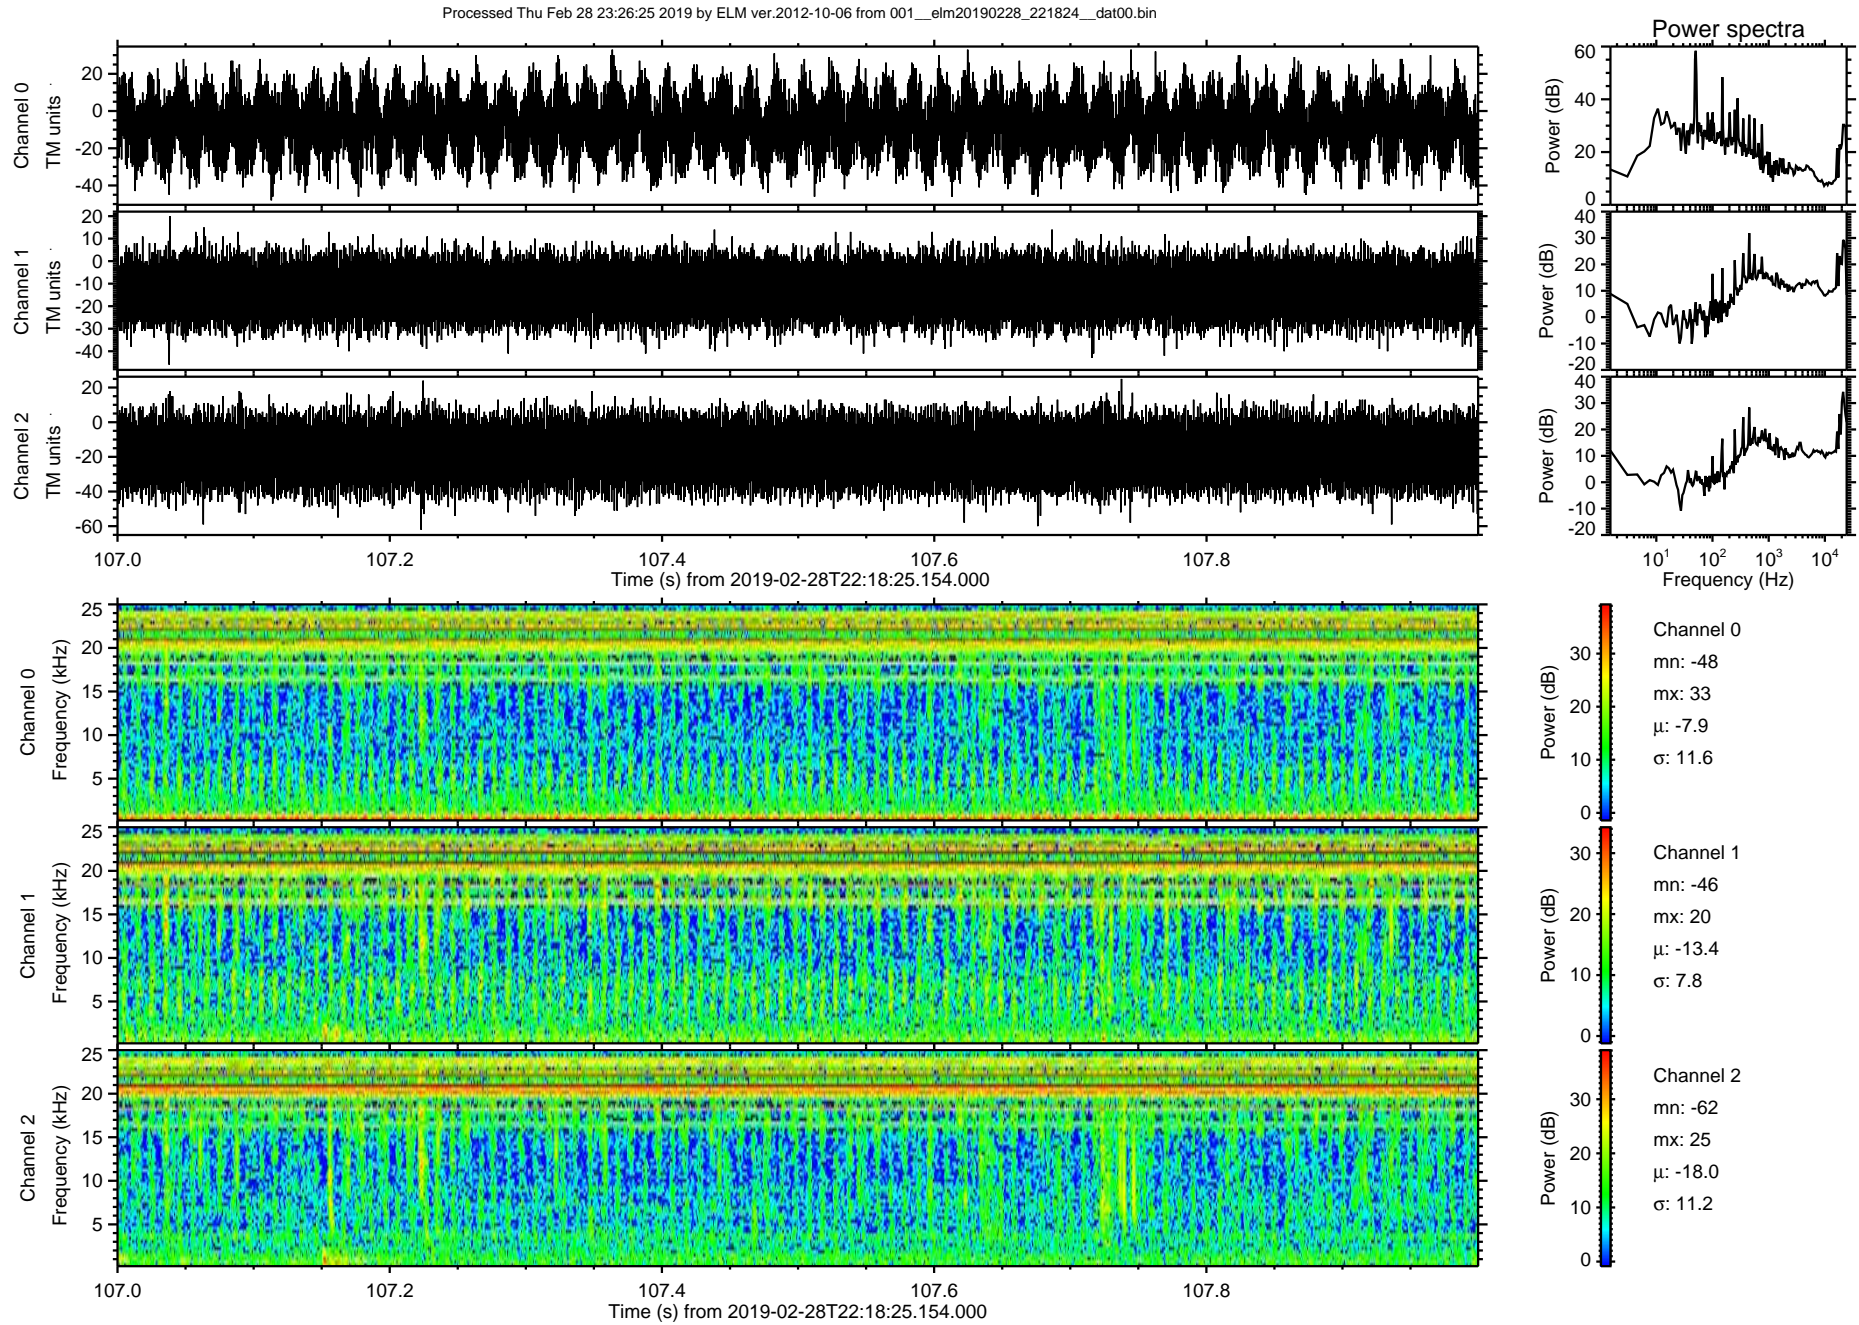 Processed Thu Feb 28 23:26:25 2019 by ELM ver.2012-10-06 from 001__elm20190228_221824__dat00.bin
Power spectra
Channel 0
TM units
20
0
-20
-40
Power (dB)
60
40
20
0
Channel 1
TM units
20
10
0
-10
-20
-30
-40
Power (dB)
40
30
20
10
0
-10
-20
Channel 2
TM units
20
0
-20
-40
-60
Power (dB)
40
30
20
10
0
-10
-20
107.0 107.2 107.4 107.6 107.8
Time (s) from 2019-02-28T22:18:25.154.000
10¹ 10² 10³ 10⁴
Frequency (Hz)
Channel 0
Frequency (kHz)
25
20
15
10
5
Power (dB)
30
20
10
0
Channel 0
mn: -48
mx: 33
μ: -7.9
σ: 11.6
Channel 1
Frequency (kHz)
25
20
15
10
5
Power (dB)
30
20
10
0
Channel 1
mn: -46
mx: 20
μ: -13.4
σ: 7.8
Channel 2
Frequency (kHz)
25
20
15
10
5
Power (dB)
30
20
10
0
Channel 2
mn: -62
mx: 25
μ: -18.0
σ: 11.2
107.0 107.2 107.4 107.6 107.8
Time (s) from 2019-02-28T22:18:25.154.000